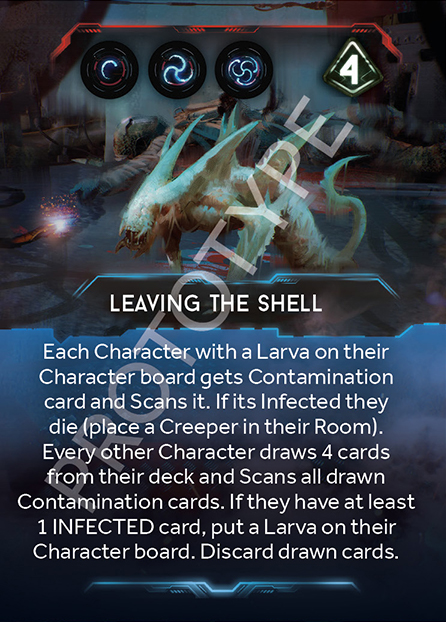 4
LEAVING THE SHELL
Each Character with a Larva on their
Character board gets Contamination
card and Scans it. If its Infected they
die (place a Creeper in their Room).
Every other Character draws 4 cards
from their deck and Scans all drawn
Contamination cards. If they have at least
1 INFECTED card, put a Larva on their
Character board. Discard drawn cards.
PROTOTYPE